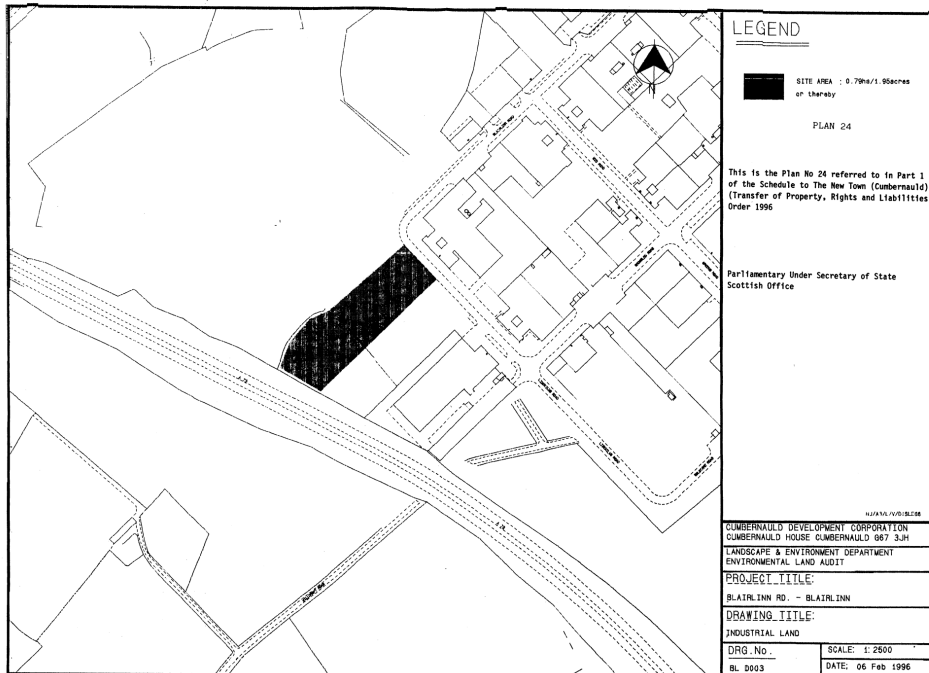 LEGEND
SITE AREA : 0.79ha/1.95acres
or thereby
PLAN 24
This is the Plan No 24 referred to in Part 1
of the Schedule to The New Town (Cumbernauld)
(Transfer of Property, Rights and Liabilities
Order 1996
Parliamentary Under Secretary of State
Scottish Office
CUMBERNAULD DEVELOPMENT CORPORATION
CUMBERNAULD HOUSE CUMBERNAULD G67 3JH
LANDSCAPE & ENVIRONMENT DEPARTMENT
ENVIRONMENTAL LAND AUDIT
PROJECT TITLE:
BLAIRLINN RD. - BLAIRLINN
DRAWING TITLE:
INDUSTRIAL LAND
DRG.No.
BL D003
SCALE: 1:2500
DATE: 06 Feb 1996
N